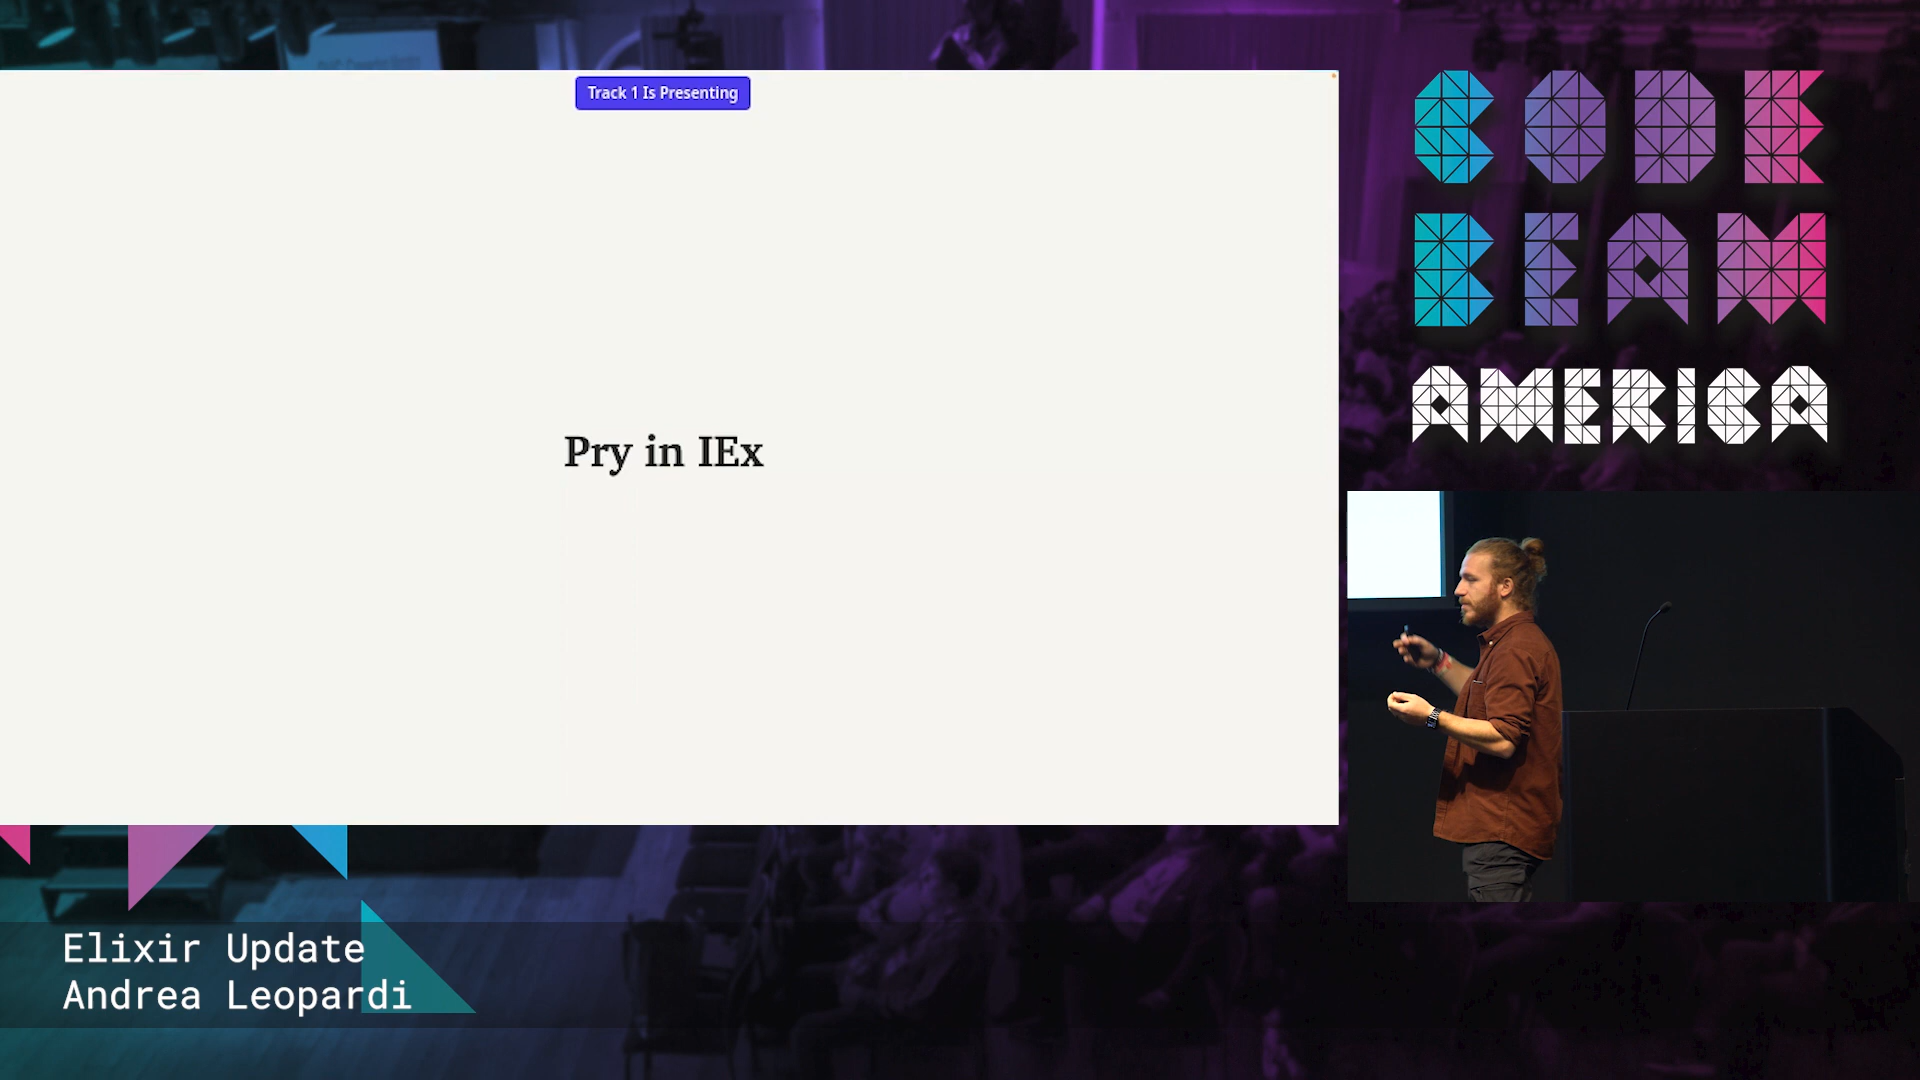 Track 1 Is Presenting
Pry in IEx
CODE
BEAM
AMERICA
Elixir Update
Andrea Leopardi